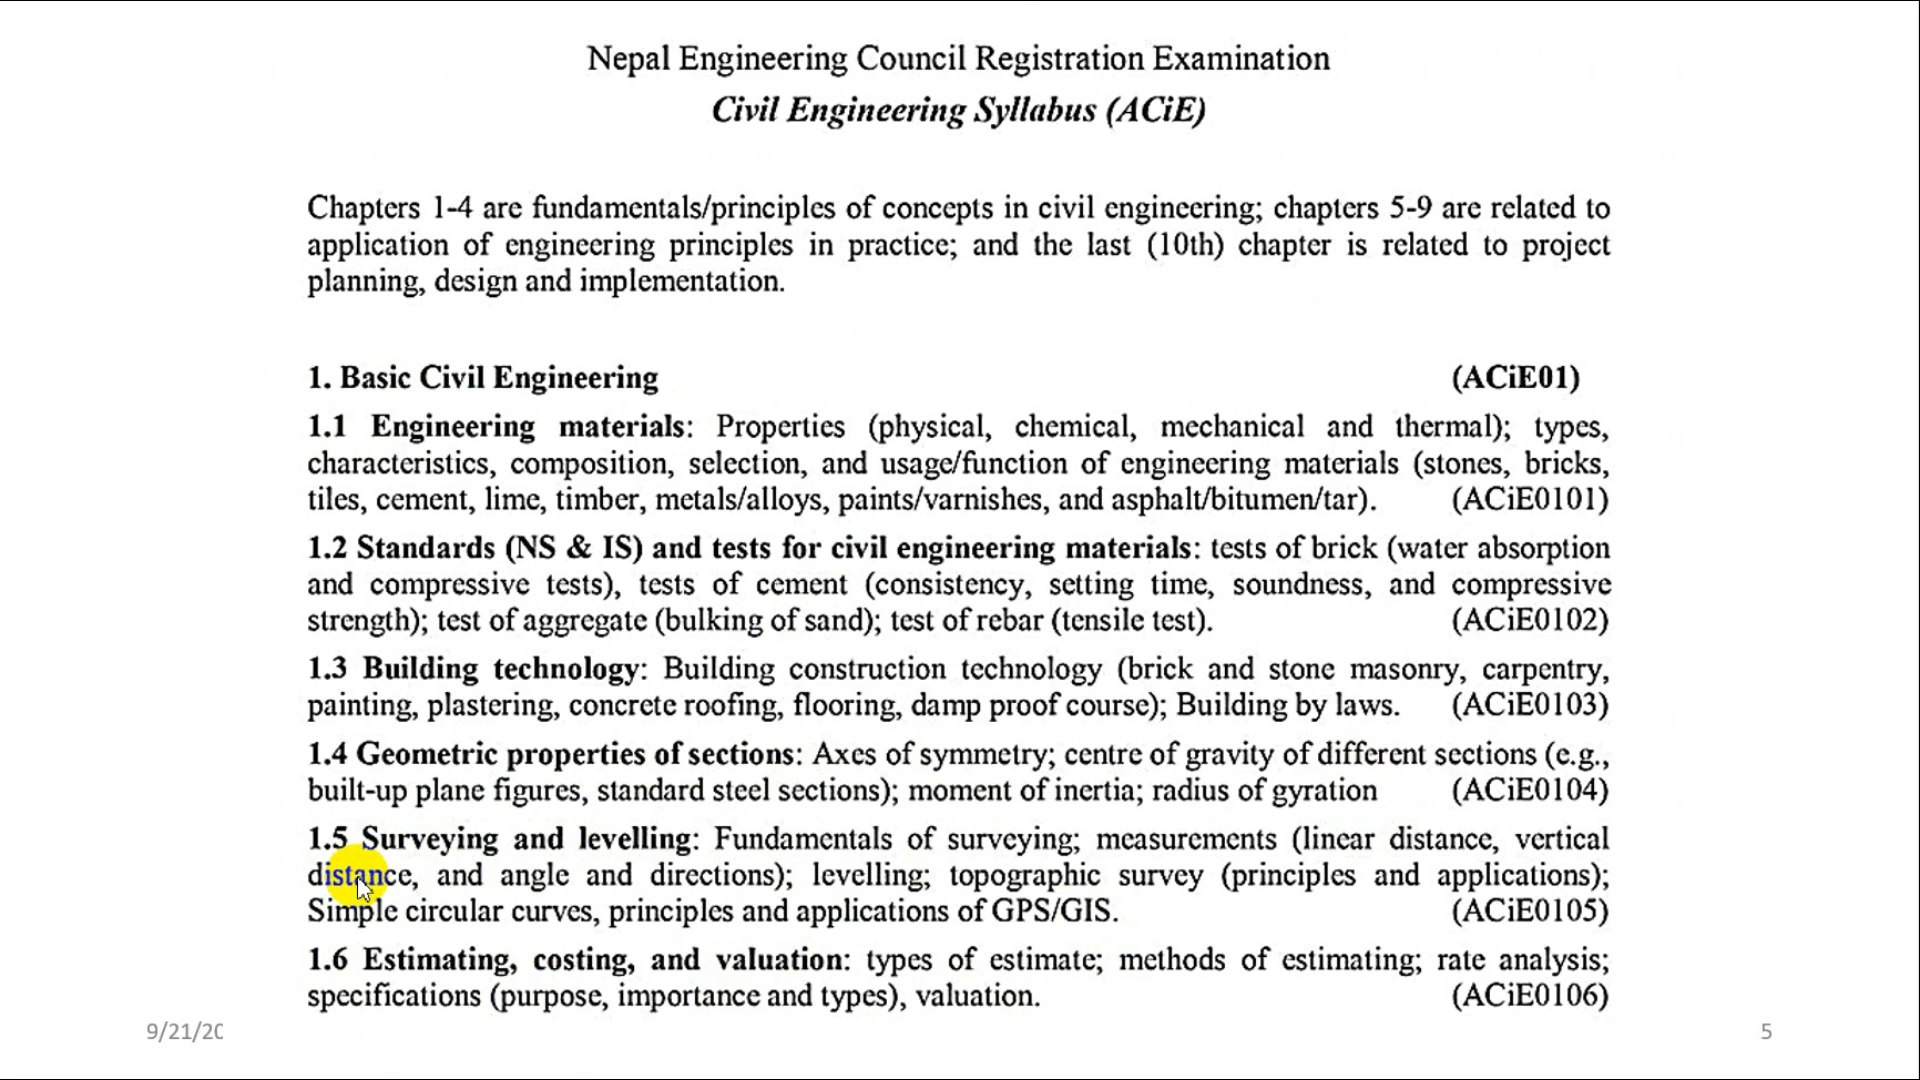 Nepal Engineering Council Registration Examination
Civil Engineering Syllabus (ACiE)
Chapters 1-4 are fundamentals/principles of concepts in civil engineering; chapters 5-9 are related to
application of engineering principles in practice; and the last (10th) chapter is related to project
planning, design and implementation.
1. Basic Civil Engineering (ACiE01)
1.1 Engineering materials: Properties (physical, chemical, mechanical and thermal); types,
characteristics, composition, selection, and usage/function of engineering materials (stones, bricks,
tiles, cement, lime, timber, metals/alloys, paints/varnishes, and asphalt/bitumen/tar). (ACiE0101)
1.2 Standards (NS & IS) and tests for civil engineering materials: tests of brick (water absorption
and compressive tests), tests of cement (consistency, setting time, soundness, and compressive
strength); test of aggregate (bulking of sand); test of rebar (tensile test). (ACiE0102)
1.3 Building technology: Building construction technology (brick and stone masonry, carpentry,
painting, plastering, concrete roofing, flooring, damp proof course); Building by laws. (ACiE0103)
1.4 Geometric properties of sections: Axes of symmetry; centre of gravity of different sections (e.g.,
built-up plane figures, standard steel sections); moment of inertia; radius of gyration (ACiE0104)
1.5 Surveying and levelling: Fundamentals of surveying; measurements (linear distance, vertical
distance, and angle and directions); levelling; topographic survey (principles and applications);
Simple circular curves, principles and applications of GPS/GIS. (ACiE0105)
1.6 Estimating, costing, and valuation: types of estimate; methods of estimating; rate analysis;
specifications (purpose, importance and types), valuation. (ACiE0106)
9/21/20 5